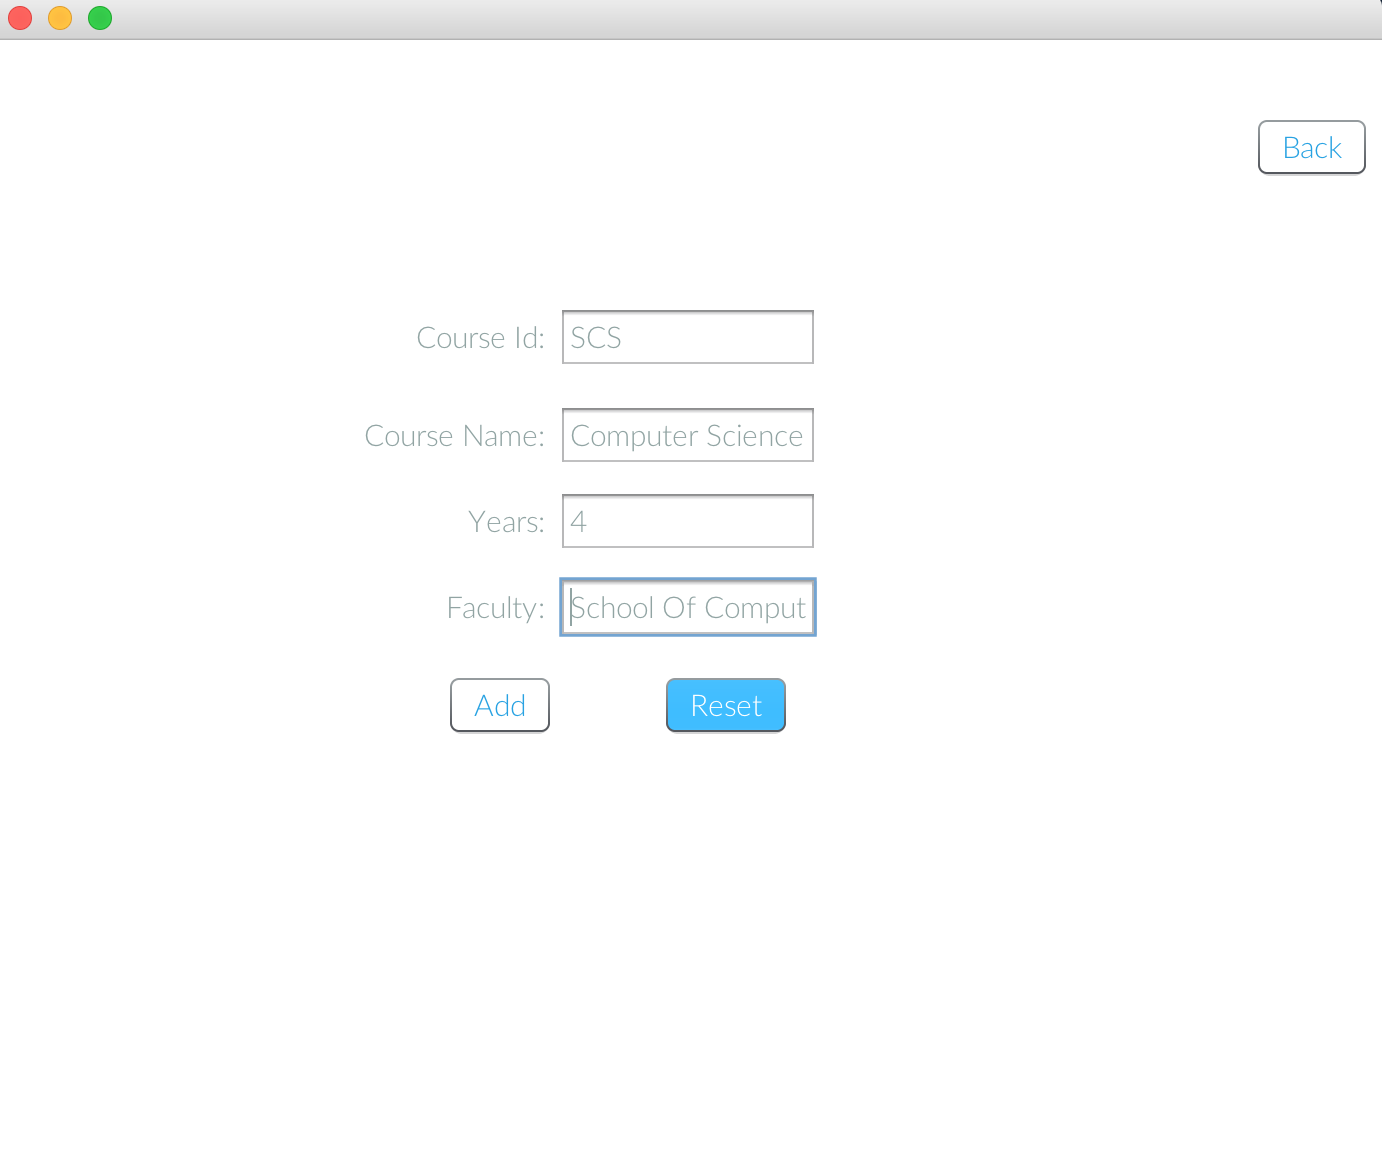 Back
Course Id: SCS
Course Name: Computer Science
Years: 4
Faculty: School Of Comput
Add Reset